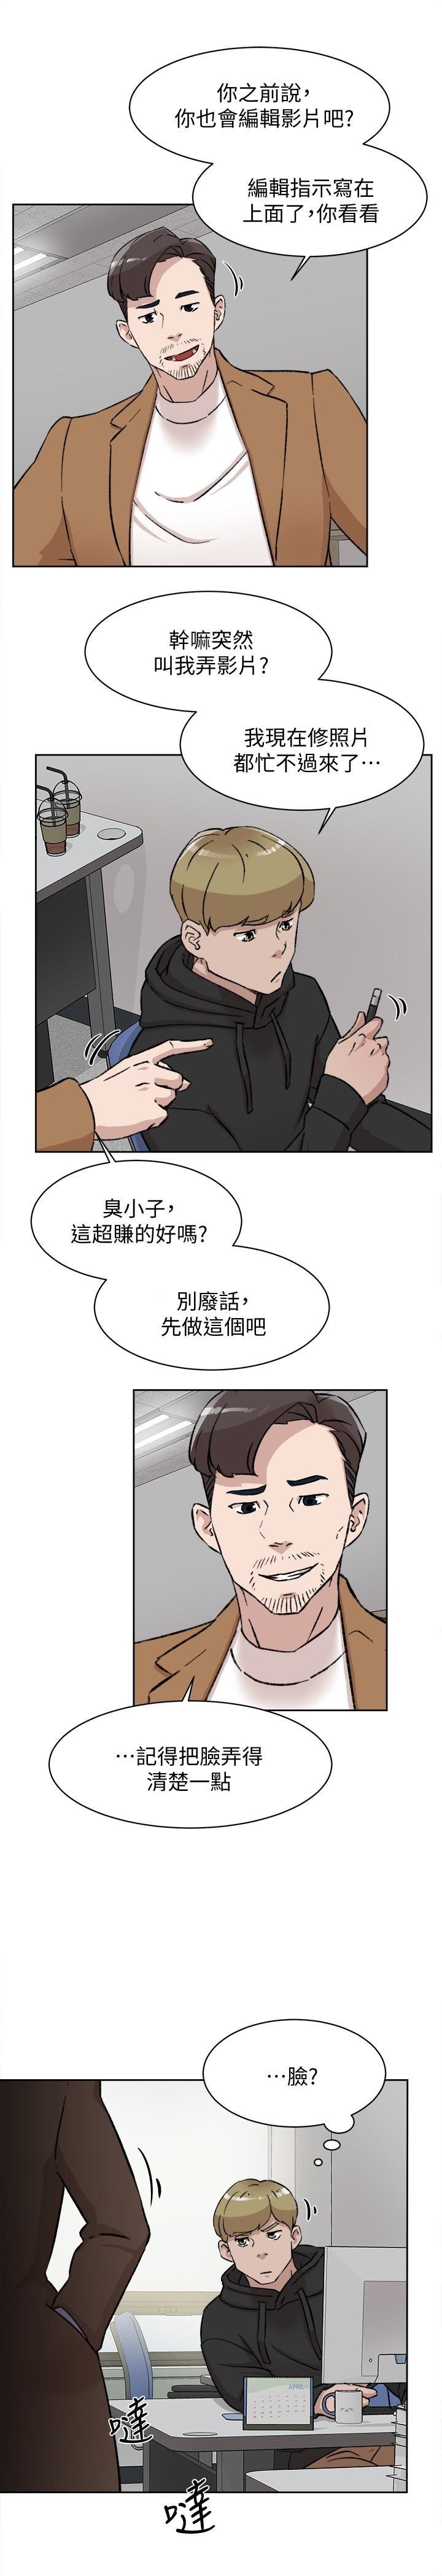 你之前說,
你也會編輯影片吧?
編輯指示寫在
上面了,你看看
幹嘛突然
叫我弄影片?
我現在修照片
都忙不過來了⋯
臭小子,
這超賺的好嗎?
別廢話,
先做這個吧
⋯記得把臉弄得
清楚一點
⋯臉?
APRIL
噠
噠